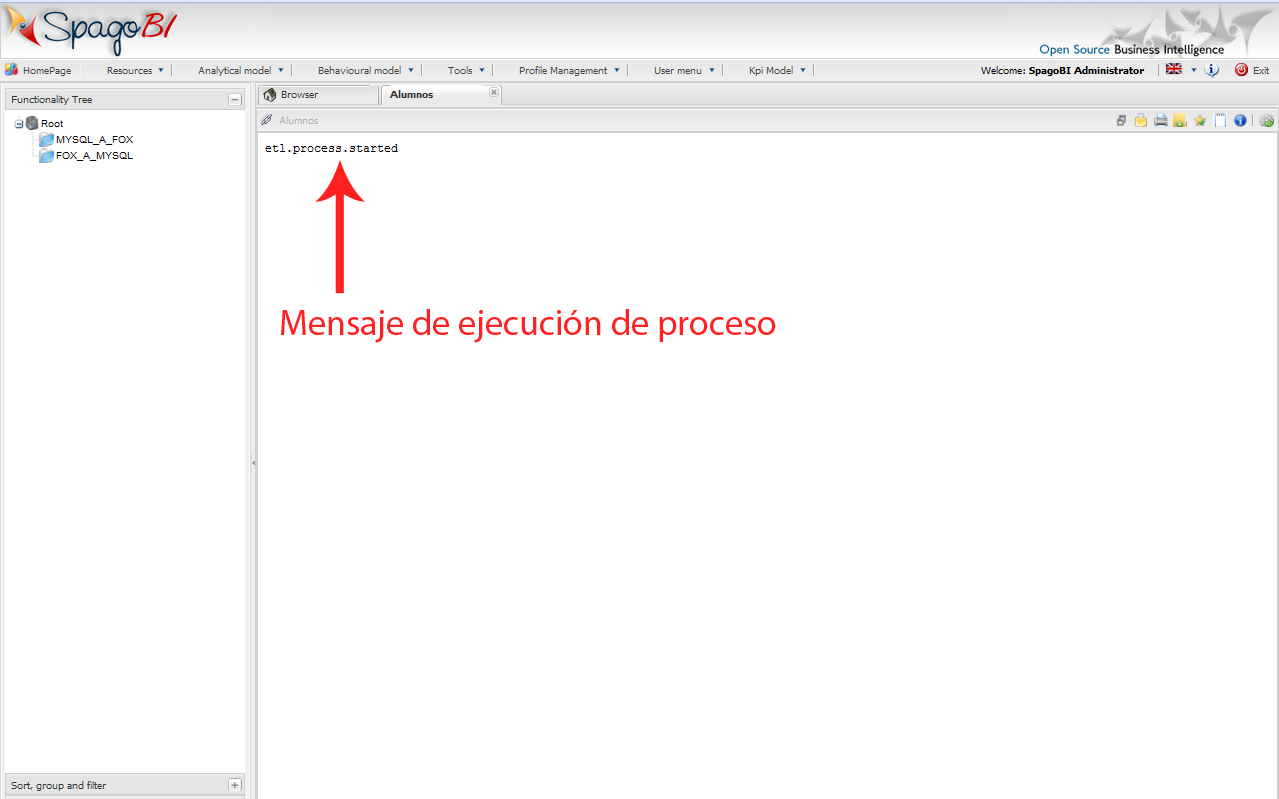 SpagoBI
Open Source Business Intelligence
HomePage Resources Analytical model Behavioural model Tools Profile Management User menu Kpi Model Welcome: SpagoBI Administrator Exit
Functionality Tree
Browser Alumnos
Root
MYSQL_A_FOX
FOX_A_MYSQL
Alumnos
etl.process.started
Mensaje de ejecución de proceso
Sort, group and filter